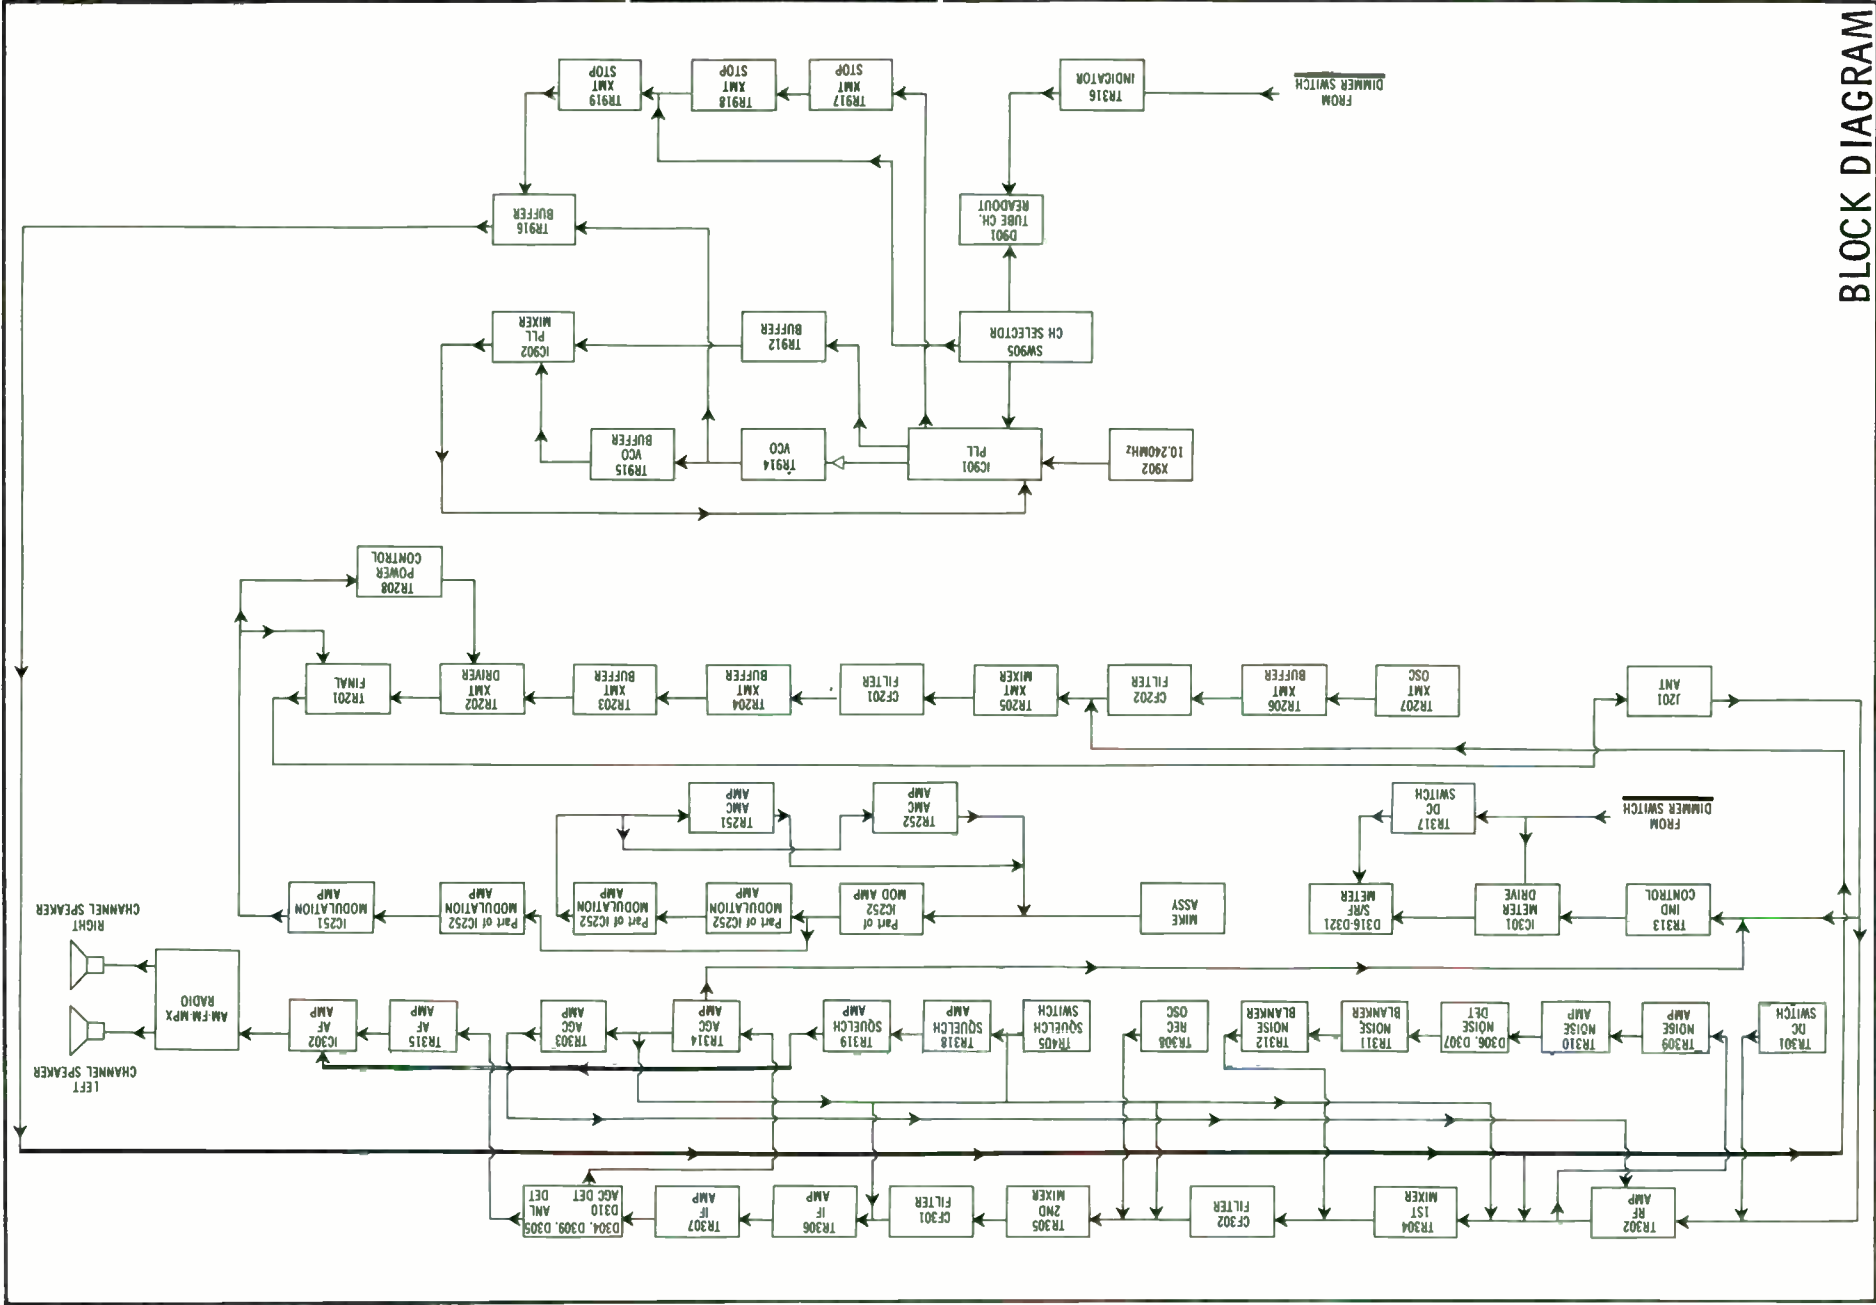 BLOCK DIAGRAM
TR302
RF
AMP
TR304
1ST
MIXER
CF302
FILTER
TR305
2ND
MIXER
CF301
FILTER
TR306
IF
AMP
TR307
IF
AMP
D304. D309. D305
D310 ANL
AGC DET DET
TR301
DC
SWITCH
TR309
NOISE
AMP
TR310
NOISE
AMP
D306. D307
NOISE
DET
TR311
NOISE
BLANKER
TR312
NOISE
BLANKER
TR308
REC
OSC
TR405
SQUELCH
SWITCH
TR318
SQUELCH
AMP
TR319
SQUELCH
AMP
TR314
AGC
AMP
TR303
AGC
AMP
TR315
AF
AMP
IC302
AF
AMP
AM-FM-MPX
RADIO
LEFT
CHANNEL SPEAKER
RIGHT
CHANNEL SPEAKER
TR313
IND
CONTROL
IC301
METER
DRIVE
D316-D321
S/RF
METER
MIKE
ASSY
Part of
IC252
MOD AMP
Part of IC252
MODULATION
AMP
Part of IC252
MODULATION
AMP
Part of IC252
MODULATION
AMP
IC251
MODULATION
AMP
FROM
DIMMER SWITCH
TR317
DC
SWITCH
TR252
AMC
AMP
TR251
AMC
AMP
J201
ANT
TR207
XMT
OSC
TR206
XMT
BUFFER
CF202
FILTER
TR205
XMT
MIXER
CF201
FILTER
TR204
XMT
BUFFER
TR203
XMT
BUFFER
TR202
XMT
DRIVER
TR201
FINAL
TR208
POWER
CONTROL
X902
10.240MHz
IC901
PLL
TR914
VCO
TR915
VCO
BUFFER
SW905
CH SELECTOR
TR912
BUFFER
IC902
PLL
MIXER
D901
TUBE CH.
READOUT
TR916
BUFFER
FROM
DIMMER SWITCH
TR316
INDICATOR
TR917
XMT
STOP
TR918
XMT
STOP
TR919
XMT
STOP